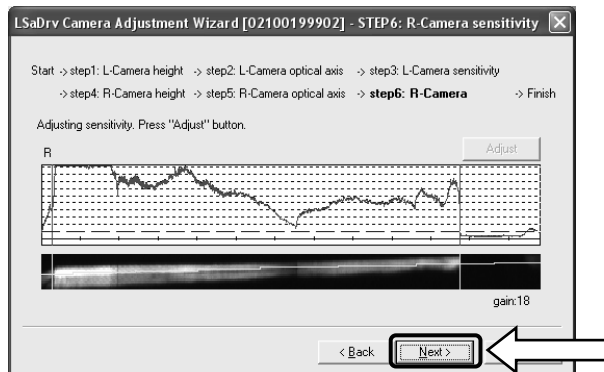 LSaDrv Camera Adjustment Wizard [02100199902] - STEP6: R-Camera sensitivity
Start -> step1: L-Camera height -> step2: L-Camera optical axis -> step3: L-Camera sensitivity
-> step4: R-Camera height -> step5: R-Camera optical axis -> step6: R-Camera -> Finish
Adjusting sensitivity. Press "Adjust" button.
R
Adjust
gain:18
< Back
Next >